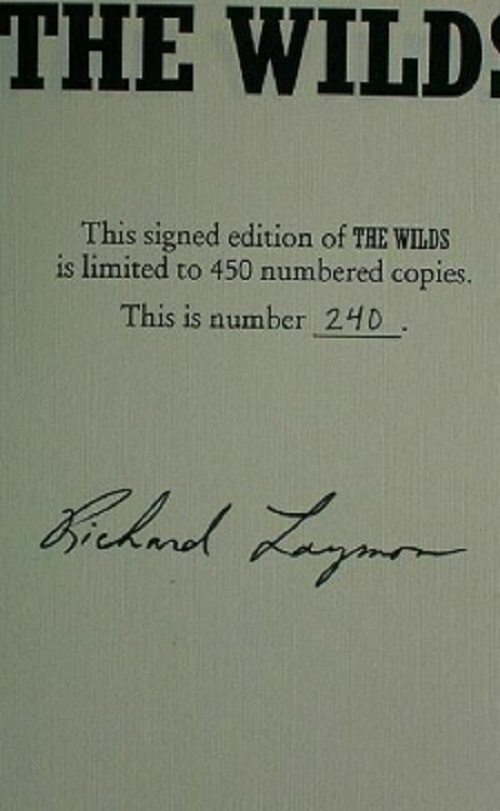 THE WILDS
This signed edition of THE WILDS
is limited to 450 numbered copies.
This is number 240.
Richard Laymon